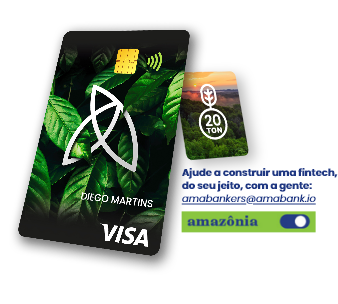 20
TON
Ajude a construir uma fintech,
do seu jeito, com a gente:
amabankers@amabank.io
DIEGO MARTINS
VISA
amazônia